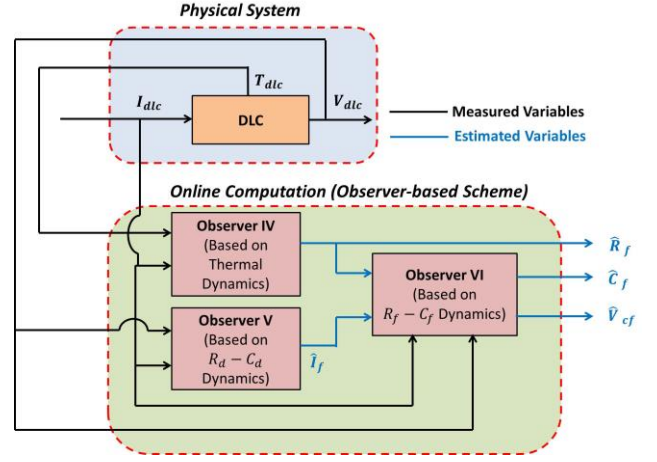 Physical System
T_dlc
I_dlc
V_dlc
DLC
Measured Variables
Estimated Variables
Online Computation (Observer-based Scheme)
Observer IV
(Based on
Thermal
Dynamics)
R̂_f
Observer VI
(Based on
R_f − C_f Dynamics)
Ĉ_f
V̂_cf
Observer V
(Based on
R_d − C_d
Dynamics)
Î_f